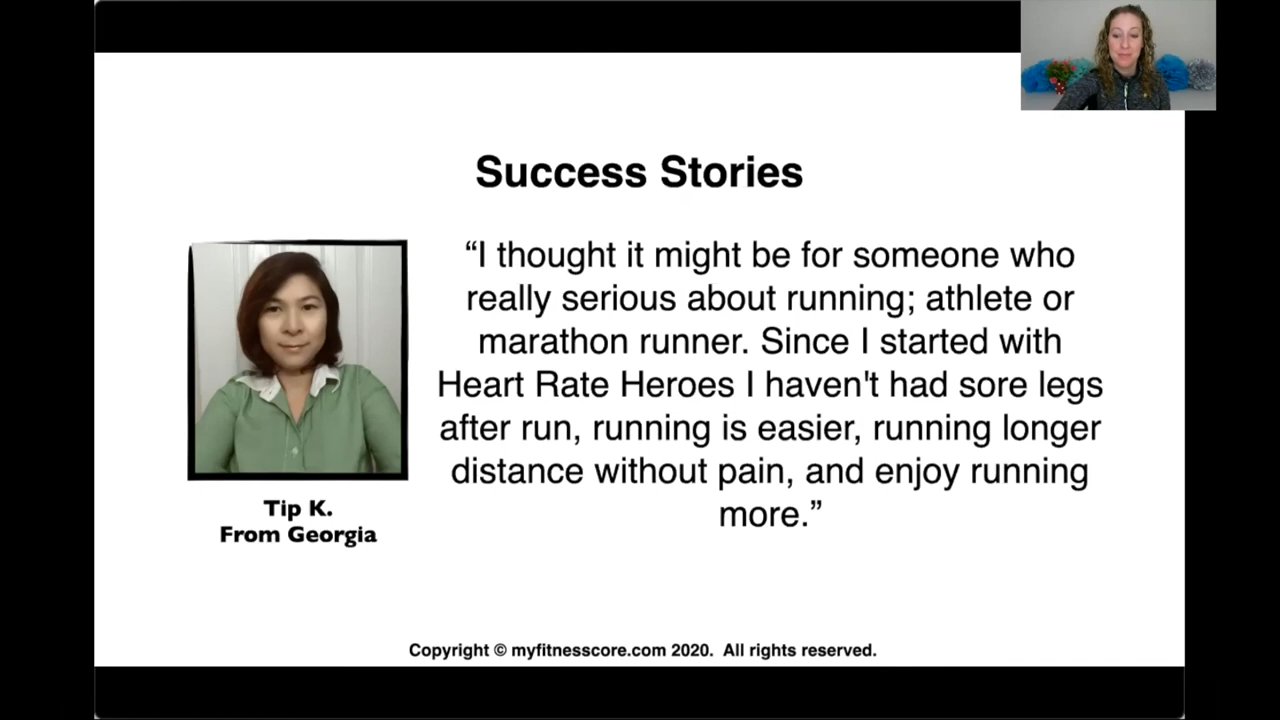 Success Stories
“I thought it might be for someone who
really serious about running; athlete or
marathon runner. Since I started with
Heart Rate Heroes I haven't had sore legs
after run, running is easier, running longer
distance without pain, and enjoy running
more.”
Tip K.
From Georgia
Copyright © myfitnesscore.com 2020.  All rights reserved.